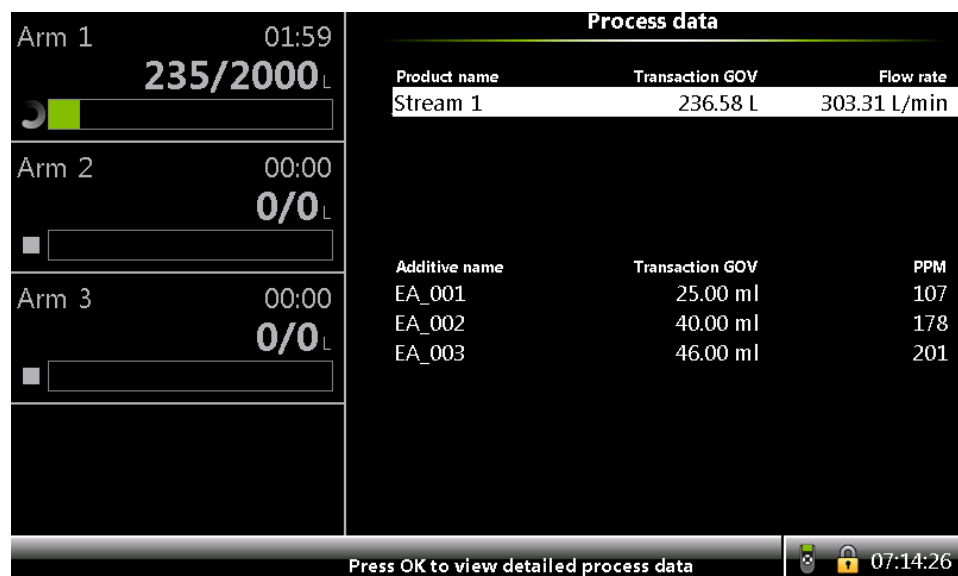 Arm 1 01:59
235/2000 L
Arm 2 00:00
0/0 L
Arm 3 00:00
0/0 L
Process data
Product name Transaction GOV Flow rate
Stream 1 236.58 L 303.31 L/min
Additive name Transaction GOV PPM
EA_001 25.00 ml 107
EA_002 40.00 ml 178
EA_003 46.00 ml 201
Press OK to view detailed process data 07:14:26